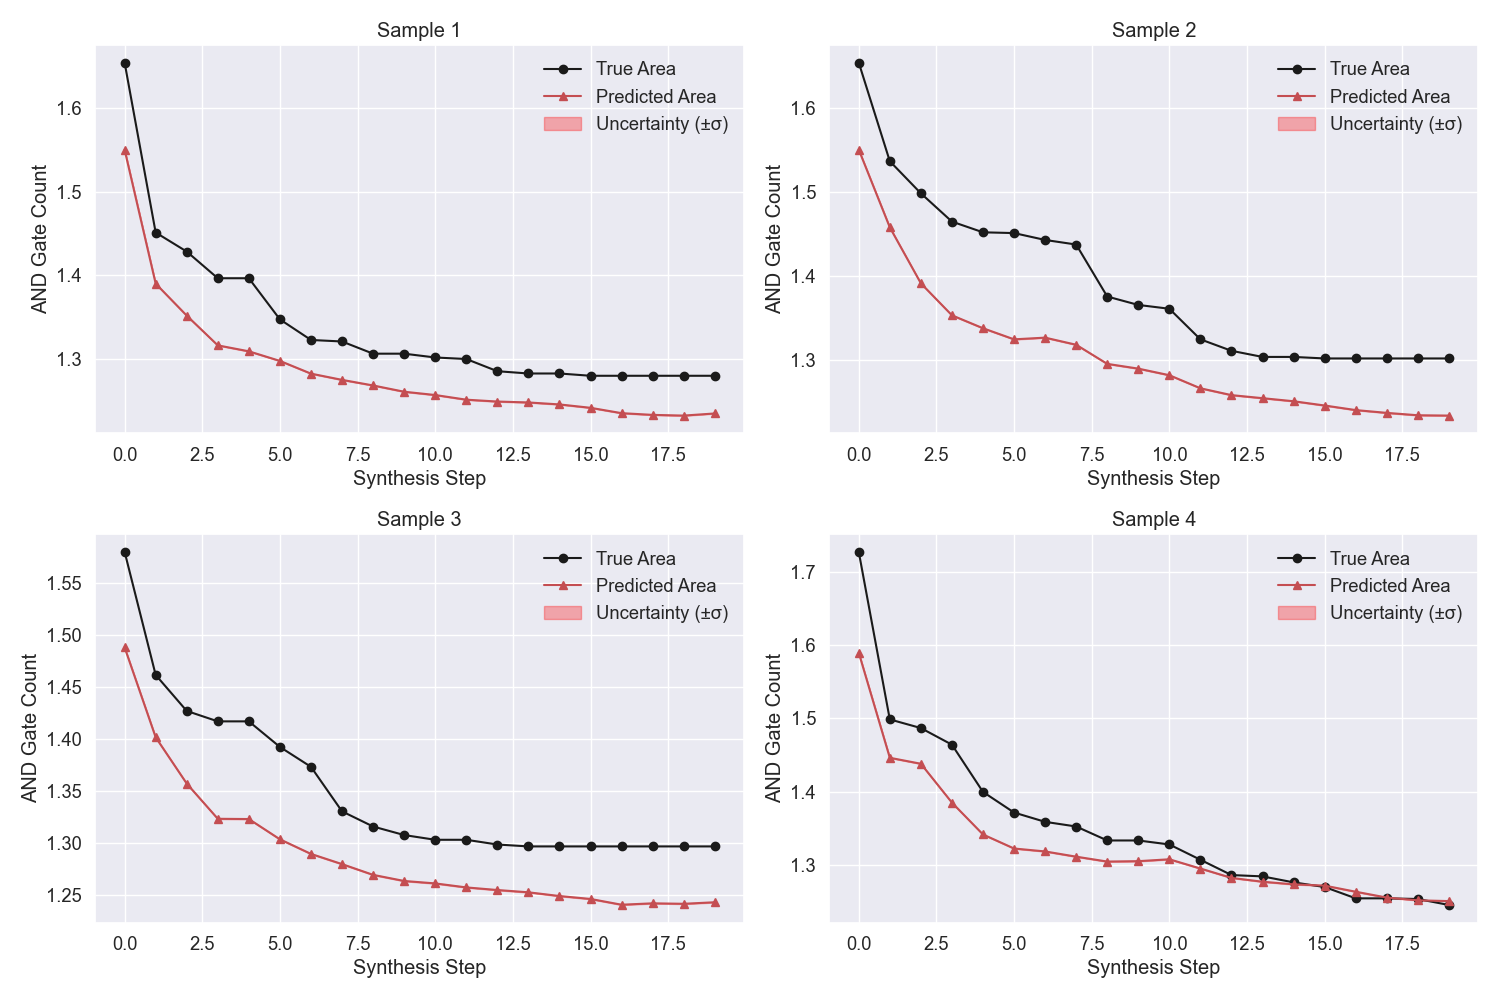 Sample 1
True Area
Predicted Area
Uncertainty (±σ)
1.6
1.5
1.4
1.3
AND Gate Count
0.0 2.5 5.0 7.5 10.0 12.5 15.0 17.5
Synthesis Step
Sample 2
True Area
Predicted Area
Uncertainty (±σ)
1.6
1.5
1.4
1.3
AND Gate Count
0.0 2.5 5.0 7.5 10.0 12.5 15.0 17.5
Synthesis Step
Sample 3
True Area
Predicted Area
Uncertainty (±σ)
1.55
1.50
1.45
1.40
1.35
1.30
1.25
AND Gate Count
0.0 2.5 5.0 7.5 10.0 12.5 15.0 17.5
Synthesis Step
Sample 4
True Area
Predicted Area
Uncertainty (±σ)
1.7
1.6
1.5
1.4
1.3
AND Gate Count
0.0 2.5 5.0 7.5 10.0 12.5 15.0 17.5
Synthesis Step